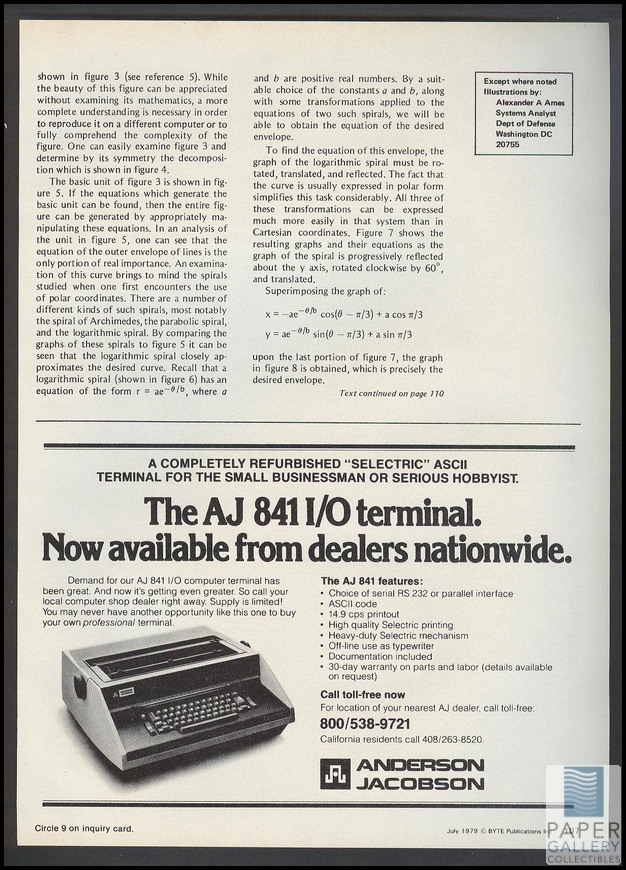 shown in figure 3 (see reference 5). While
the beauty of this figure can be appreciated
without examining its mathematics, a more
complete understanding is necessary in order
to reproduce it on a different computer or to
fully comprehend the complexity of the
figure. One can easily examine figure 3 and
determine by its symmetry the decomposi-
tion which is shown in figure 4.
The basic unit of figure 3 is shown in fig-
ure 5. If the equations which generate the
basic unit can be found, then the entire fig-
ure can be generated by appropriately ma-
nipulating these equations. In an analysis of
the unit in figure 5, one can see that the
equation of the outer envelope of lines is the
only portion of real importance. An examina-
tion of this curve brings to mind the spirals
studied when one first encounters the use
of polar coordinates. There are a number of
different kinds of such spirals, most notably
the spiral of Archimedes, the parabolic spiral,
and the logarithmic spiral. By comparing the
graphs of these spirals to figure 5 it can be
seen that the logarithmic spiral closely ap-
proximates the desired curve. Recall that a
logarithmic spiral (shown in figure 6) has an
equation of the form r = ae^−θ/b, where a
and b are positive real numbers. By a suit-
able choice of the constants a and b, along
with some transformations applied to the
equations of two such spirals, we will be
able to obtain the equation of the desired
envelope.
To find the equation of this envelope, the
graph of the logarithmic spiral must be ro-
tated, translated, and reflected. The fact that
the curve is usually expressed in polar form
simplifies this task considerably. All three of
these transformations can be expressed
much more easily in that system than in
Cartesian coordinates. Figure 7 shows the
resulting graphs and their equations as the
graph of the spiral is progressively reflected
about the y axis, rotated clockwise by 60°,
and translated.
Superimposing the graph of:
x = −ae^−θ/b cos(θ − π/3) + a cos π/3
y = ae^−θ/b sin(θ − π/3) + a sin π/3
upon the last portion of figure 7, the graph
in figure 8 is obtained, which is precisely the
desired envelope.
Text continued on page 110
Except where noted
Illustrations by:
Alexander A Ames
Systems Analyst
Dept of Defense
Washington DC
20755
A COMPLETELY REFURBISHED “SELECTRIC” ASCII
TERMINAL FOR THE SMALL BUSINESSMAN OR SERIOUS HOBBYIST.
The AJ 841 I/O terminal.
Now available from dealers nationwide.
Demand for our AJ 841 I/O computer terminal has
been great. And now it's getting even greater. So call your
local computer shop dealer right away. Supply is limited!
You may never have another opportunity like this one to buy
your own professional terminal.
The AJ 841 features:
• Choice of serial RS 232 or parallel interface
• ASCII code
• 14.9 cps printout
• High quality Selectric printing
• Heavy-duty Selectric mechanism
• Off-line use as typewriter
• Documentation included
• 30-day warranty on parts and labor (details available
on request)
Call toll-free now
For location of your nearest AJ dealer, call toll-free:
800/538-9721
California residents call 408/263-8520.
ANDERSON
JACOBSON
Circle 9 on inquiry card.
July 1979 © BYTE Publications
107
PAPER
GALLERY
COLLECTIBLES